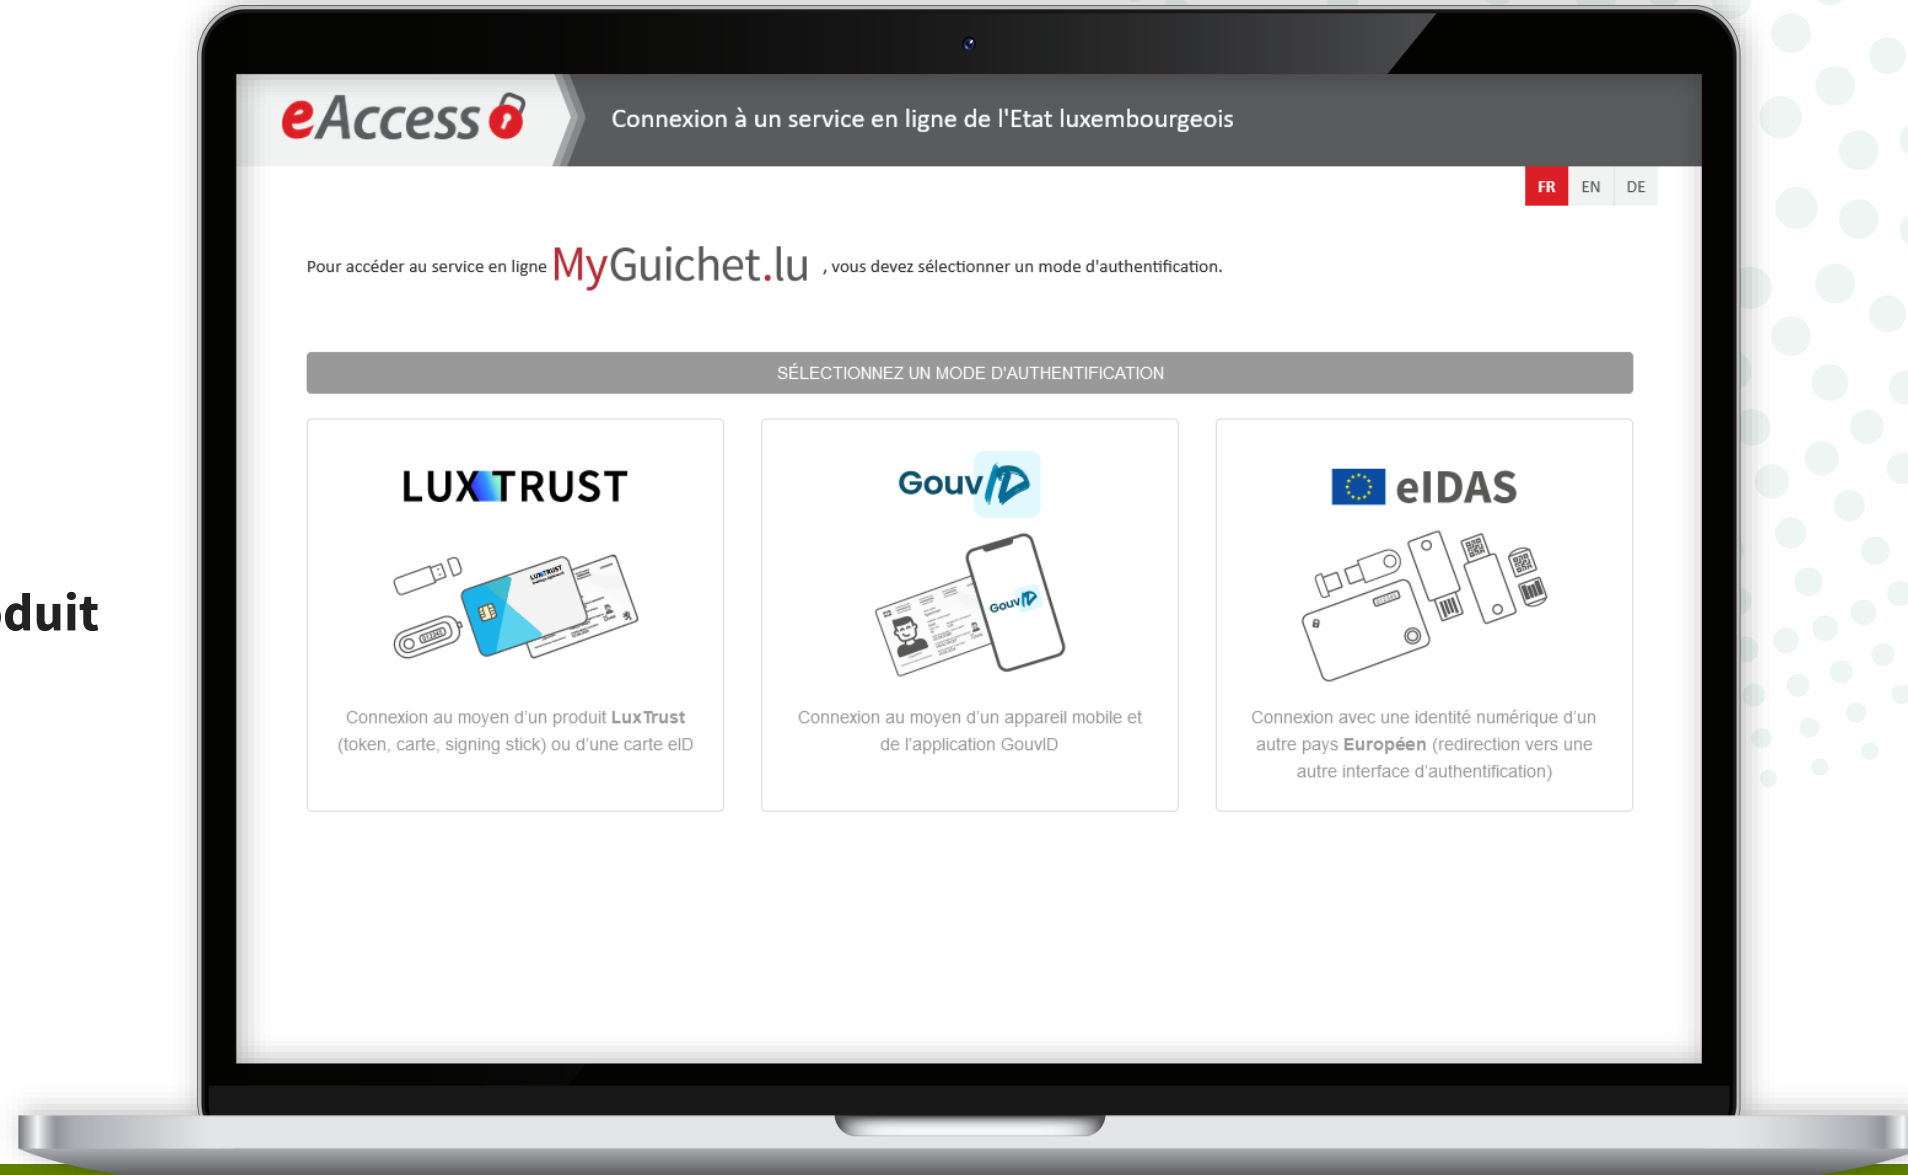 eAccess
Connexion à un service en ligne de l'Etat luxembourgeois
FR EN DE
Pour accéder au service en ligne MyGuichet.lu , vous devez sélectionner un mode d'authentification.
SÉLECTIONNEZ UN MODE D'AUTHENTIFICATION
LUXTRUST
GouvID
eIDAS
LUXTRUST
GouvID
oduit
Connexion au moyen d’un produit LuxTrust
(token, carte, signing stick) ou d’une carte eID
Connexion au moyen d’un appareil mobile et
de l’application GouvID
Connexion avec une identité numérique d’un
autre pays Européen (redirection vers une
autre interface d’authentification)